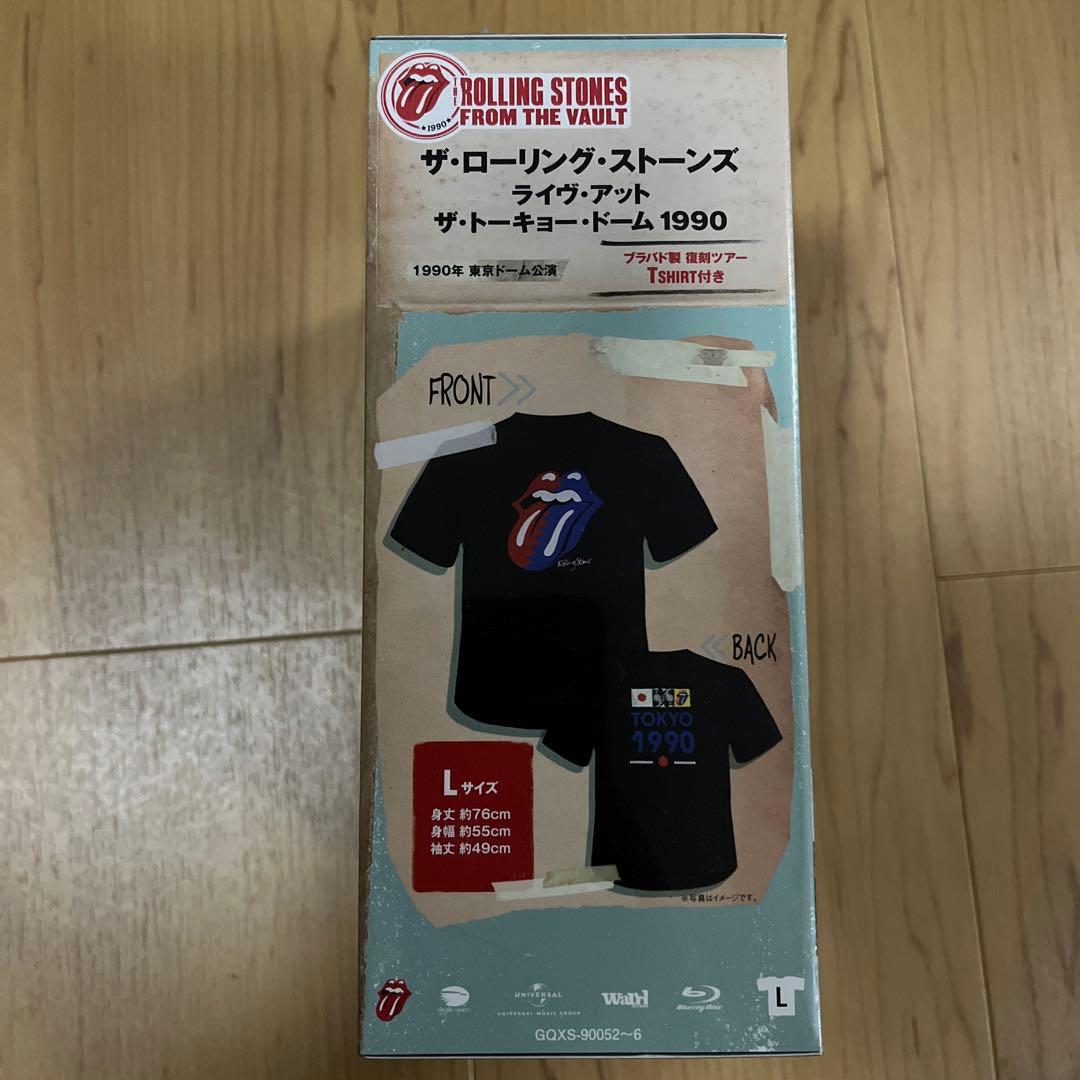 THE
ROLLING STONES
FROM THE VAULT
★1990★
ザ・ローリング・ストーンズ
ライヴ・アット
ザ・トーキョー・ドーム 1990
1990年 東京ドーム公演
ブラバド製 復刻ツアー
TSHIRT付き
FRONT
Rolling Stones
BACK
TOKYO
1990
Lサイズ
身丈 約76cm
身幅 約55cm
袖丈 約49cm
※写真はイメージです。
eagle vision
UNIVERSAL
UNIVERSAL MUSIC GROUP
Ward
Blu-ray Disc
L
GQXS-90052〜6